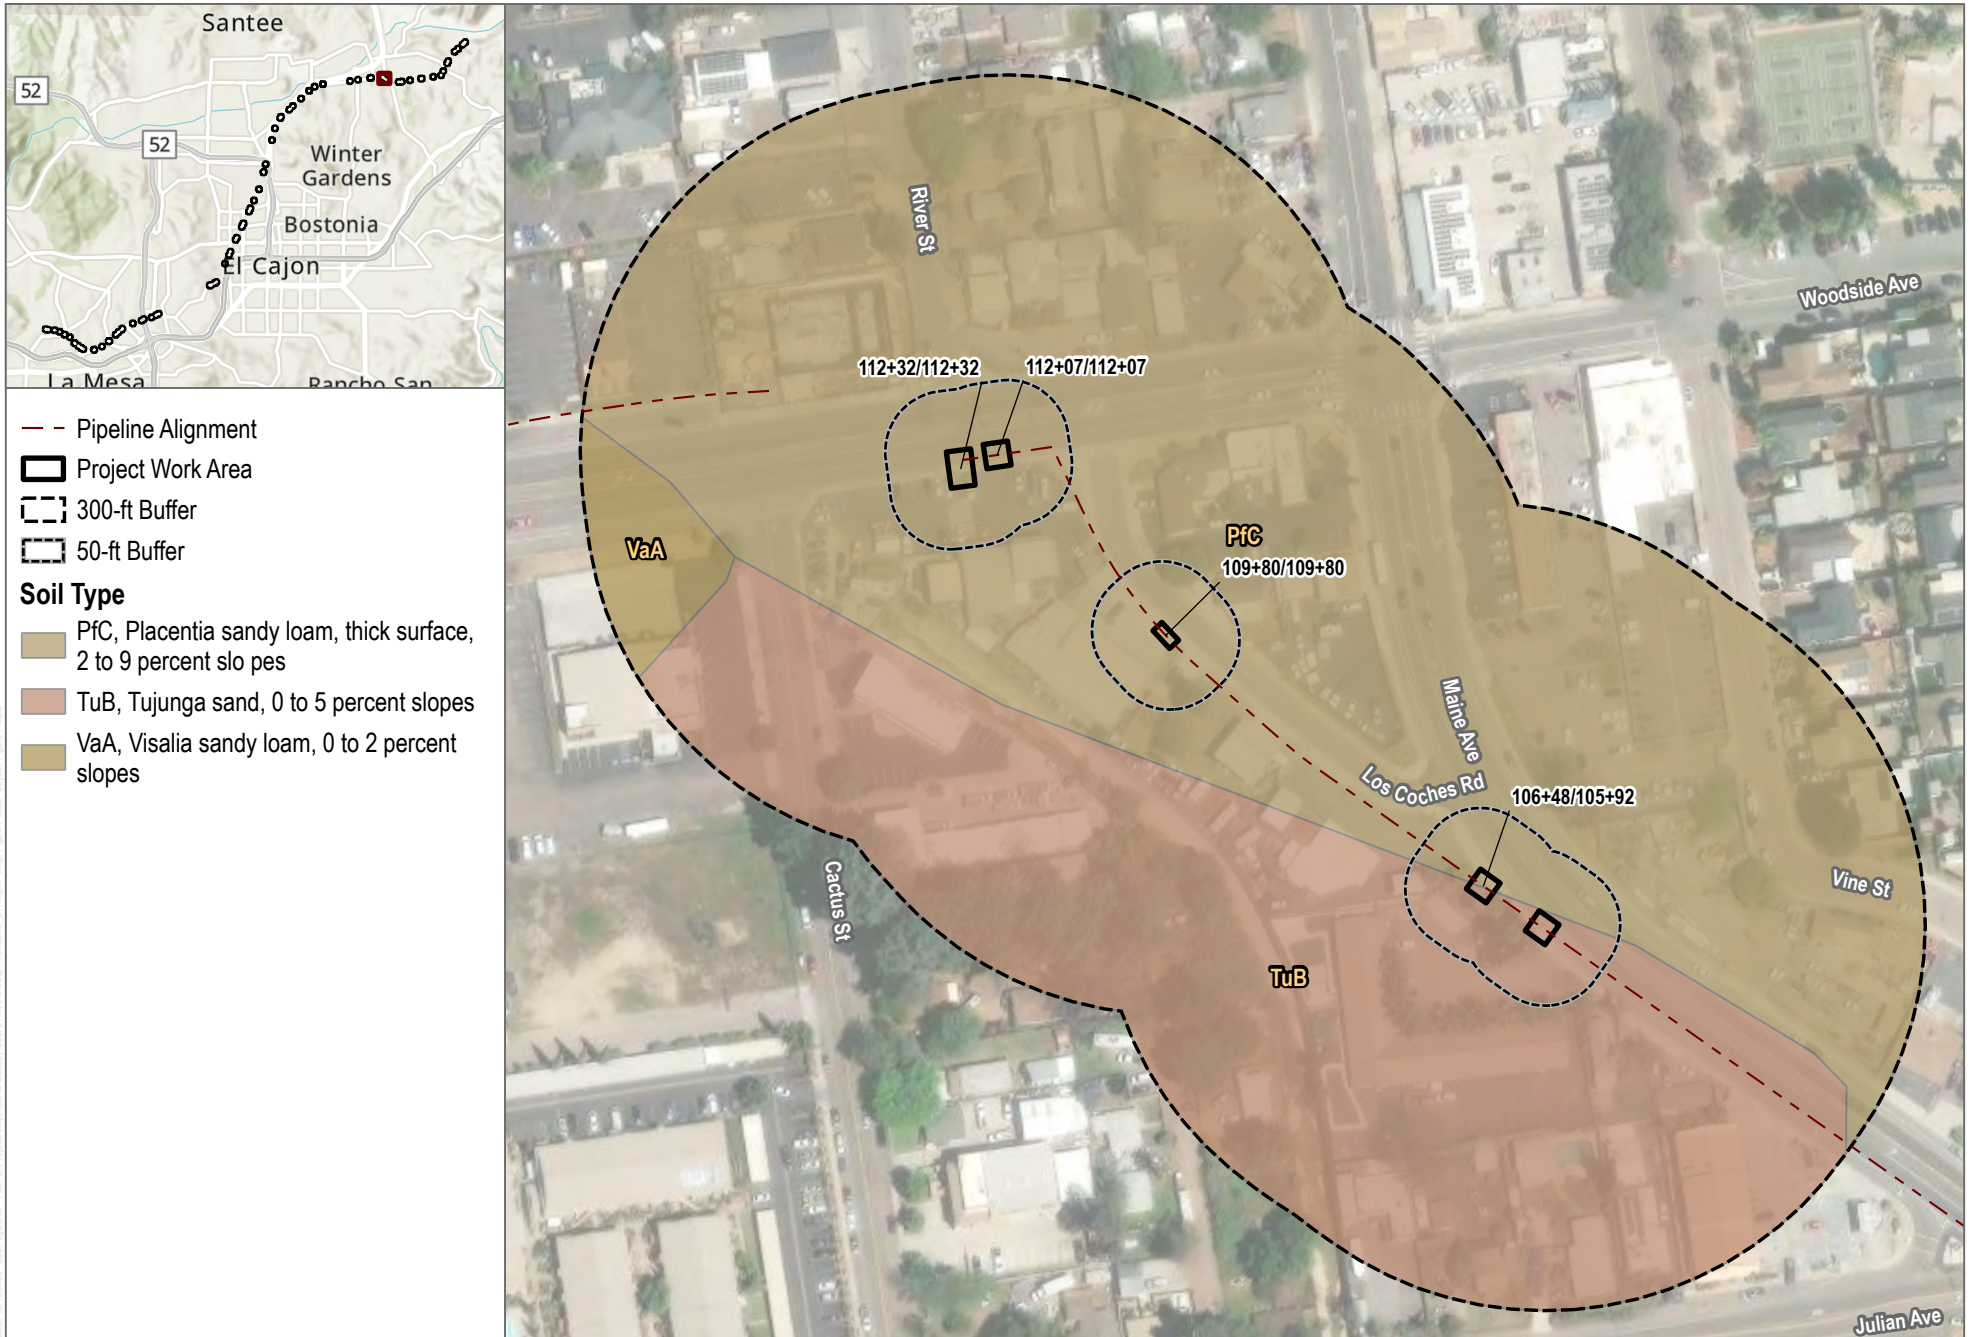 Santee
52
52
Winter
Gardens
Bostonia
El Cajon
La Mesa
Rancho San
Pipeline Alignment
Project Work Area
300-ft Buffer
50-ft Buffer
Soil Type
PfC, Placentia sandy loam, thick surface,
2 to 9 percent slo pes
TuB, Tujunga sand, 0 to 5 percent slopes
VaA, Visalia sandy loam, 0 to 2 percent
slopes
River St
Woodside Ave
112+32/112+32
112+07/112+07
VaA
PfC
109+80/109+80
Maine Ave
Los Coches Rd
106+48/105+92
Cactus St
Vine St
TuB
Julian Ave